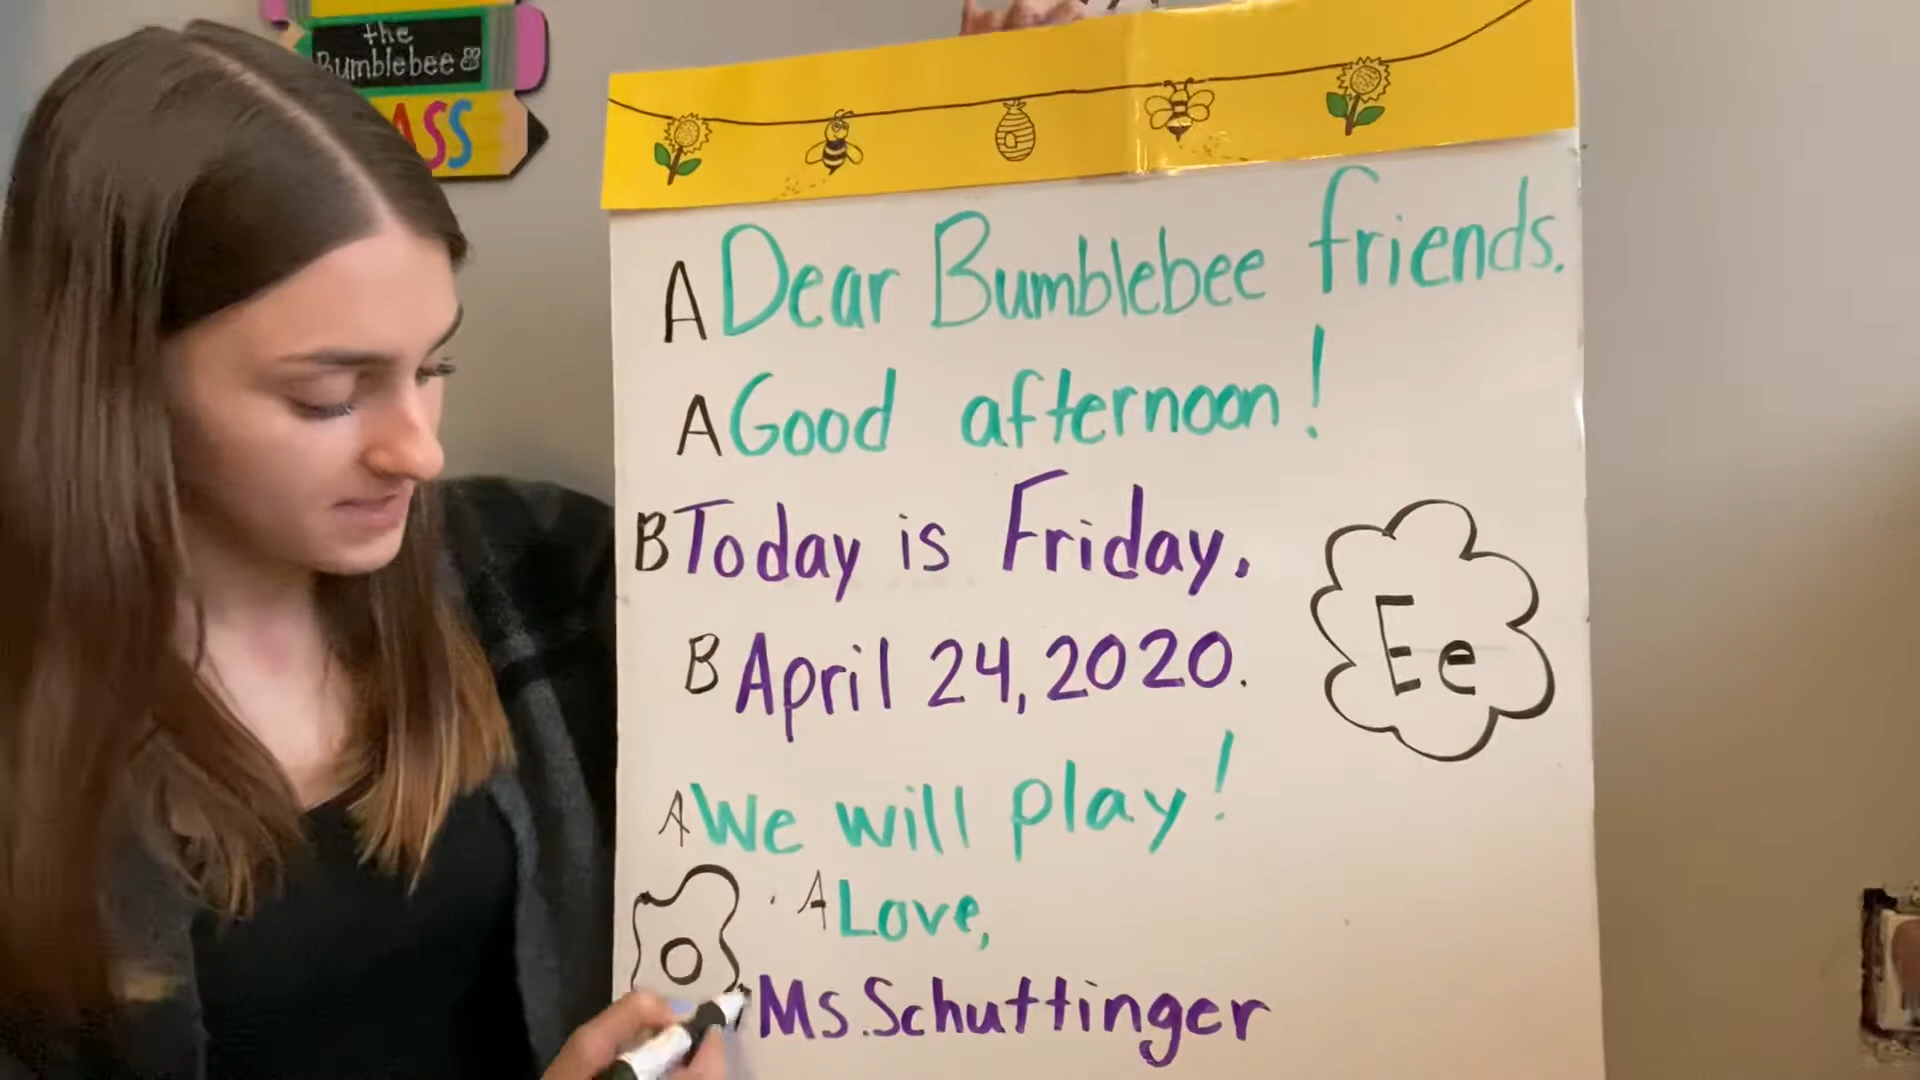 the
Bumblebee
ASS
A Dear Bumblebee friends.
A Good afternoon!
B Today is Friday.
B April 24, 2020.
Ee
A We will play!
A Love,
O
Ms. Schuttinger